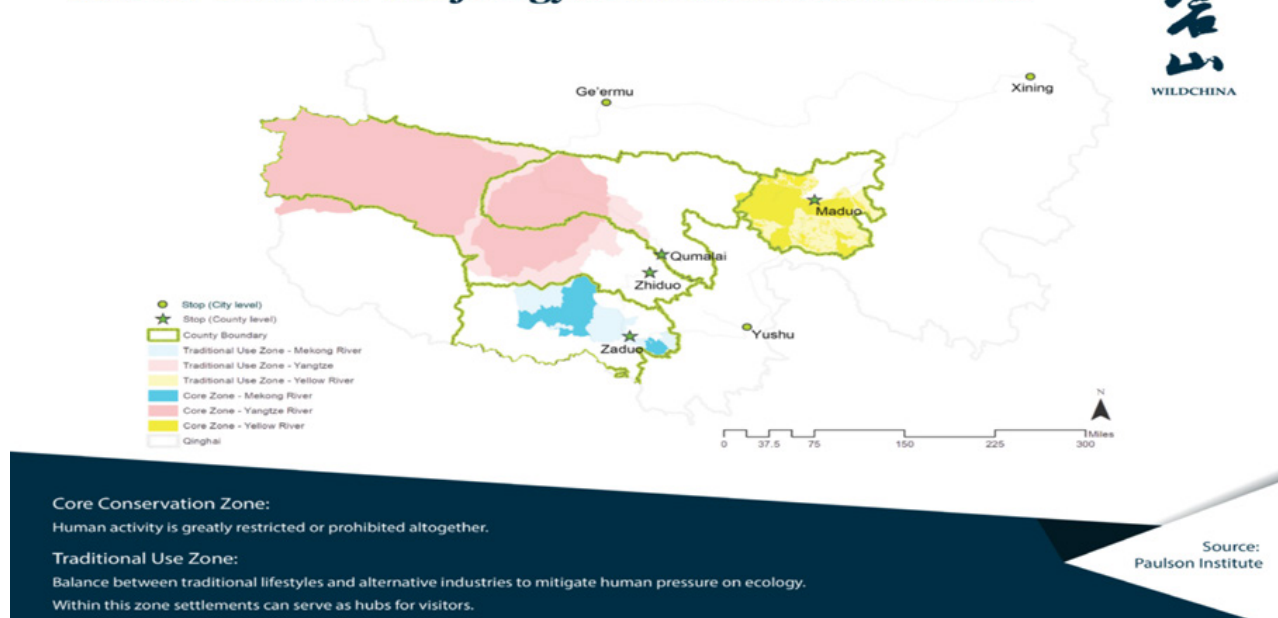 岩山
WILDCHINA
Ge'ermu
Xining
Maduo
Qumalai
Zhiduo
Yushu
Zaduo
Stop (City level)
Stop (County level)
County Boundary
Traditional Use Zone - Mekong River
Traditional Use Zone - Yangtze
Traditional Use Zone - Yellow River
Core Zone - Mekong River
Core Zone - Yangtze River
Core Zone - Yellow River
Qinghai
N
Miles
0 37.5 75 150 225 300
Core Conservation Zone:
Human activity is greatly restricted or prohibited altogether.
Traditional Use Zone:
Balance between traditional lifestyles and alternative industries to mitigate human pressure on ecology.
Within this zone settlements can serve as hubs for visitors.
Source:
Paulson Institute